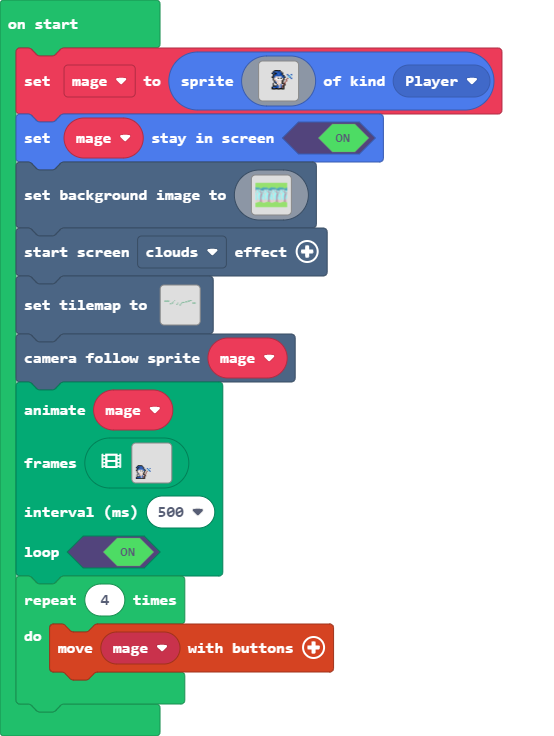 on start
set mage to sprite of kind Player
set mage stay in screen ON
set background image to
start screen clouds effect
set tilemap to
camera follow sprite mage
animate mage
frames
interval (ms) 500
loop ON
repeat 4 times
do
move mage with buttons